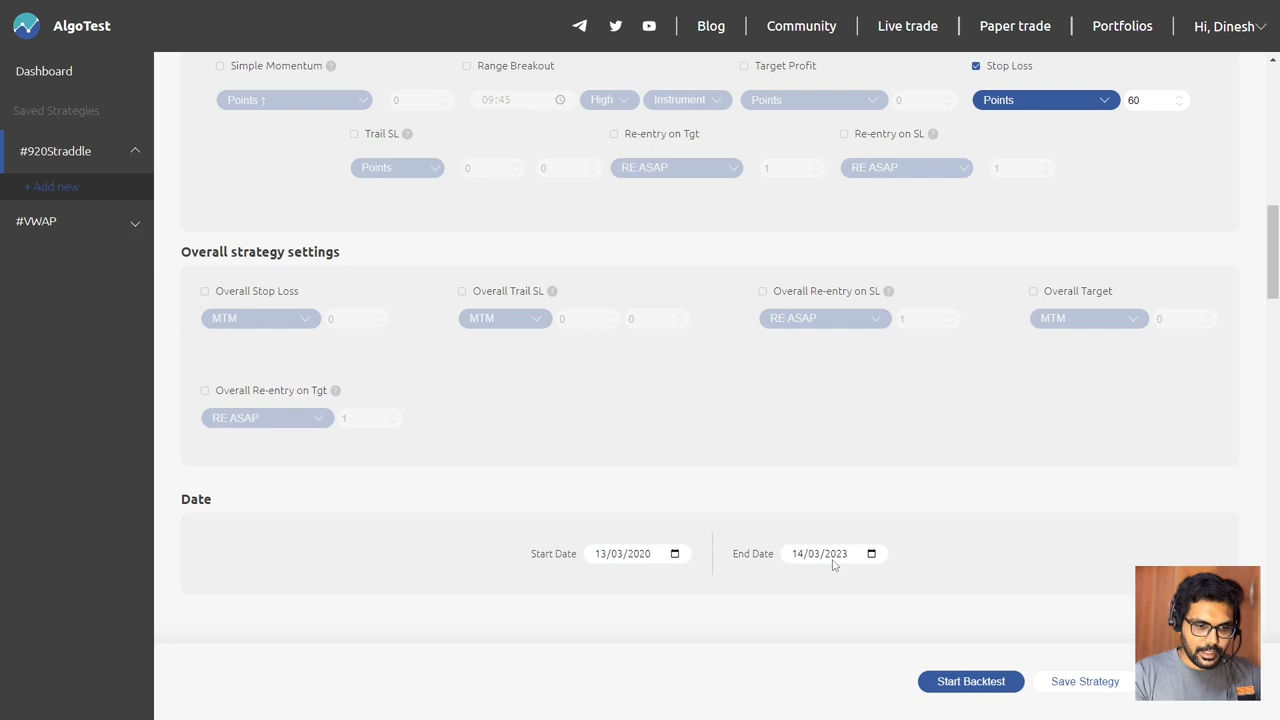 AlgoTest
Blog
Community
Live trade
Paper trade
Portfolios
Hi, Dinesh
Dashboard
Saved Strategies
#920Straddle
+ Add new
#VWAP
Simple Momentum ?
Range Breakout
Target Profit
Stop Loss
Points ↑
0
09:45
High
Instrument
Points
0
Points
60
Trail SL ?
Re-entry on Tgt
Re-entry on SL ?
Points
0
0
RE ASAP
1
RE ASAP
1
Overall strategy settings
Overall Stop Loss
Overall Trail SL ?
Overall Re-entry on SL ?
Overall Target
MTM
0
MTM
0
0
RE ASAP
1
MTM
0
Overall Re-entry on Tgt ?
RE ASAP
1
Date
Start Date
13/03/2020
End Date
14/03/2023
Start Backtest
Save Strategy